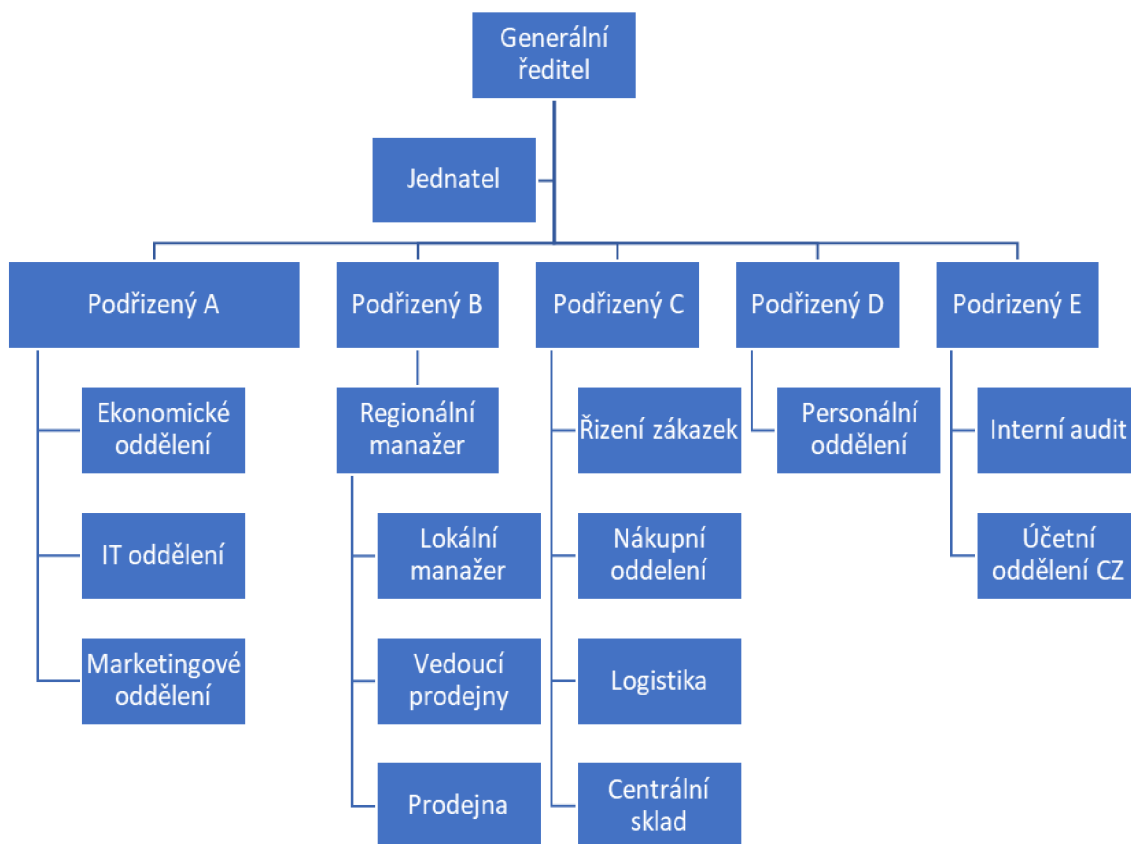 Generální
ředitel
Jednatel
Podřizený A
Podřizený B
Podřizený C
Podřizený D
Podrizený E
Ekonomické
oddělení
IT oddělení
Marketingové
oddělení
Regionální
manažer
Lokální
manažer
Vedoucí
prodejny
Prodejna
Řizení zákazek
Nákupní
oddelení
Logistika
Centrální
sklad
Personální
oddělení
Interní audit
Účetní
oddělení CZ